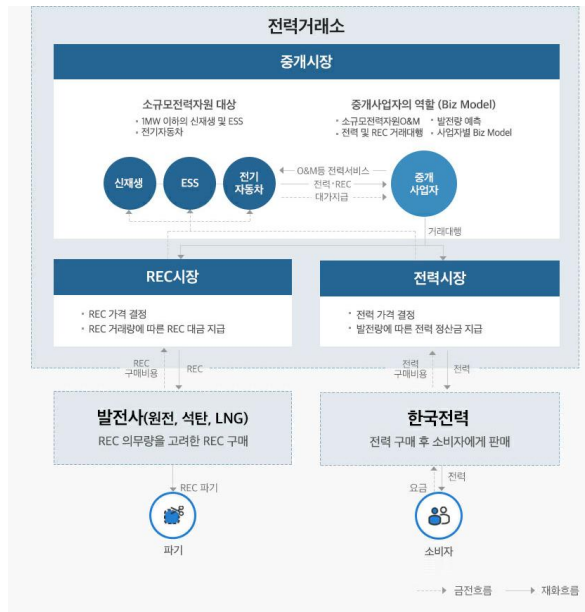 전력거래소
중개시장
소규모전력자원 대상
• 1MW 이하의 신재생 및 ESS
• 전기자동차
중개사업자의 역할 (Biz Model)
• 소규모전력자원O&M • 발전량 예측
• 전력 및 REC 거래대행 • 사업자별 Biz Model
신재생
ESS
전기
자동차
O&M등 전력서비스
전력·REC
대가지급
중개
사업자
거래대행
REC시장
• REC 가격 결정
• REC 거래량에 따른 REC 대금 지급
전력시장
• 전력 가격 결정
• 발전량에 따른 전력 정산금 지급
REC
구매비용
REC
전력
구매비용
전력
발전사(원전, 석탄, LNG)
REC 의무량을 고려한 REC 구매
한국전력
전력 구매 후 소비자에게 판매
REC 파기
요금
전력
파기
소비자
금전흐름
재화흐름